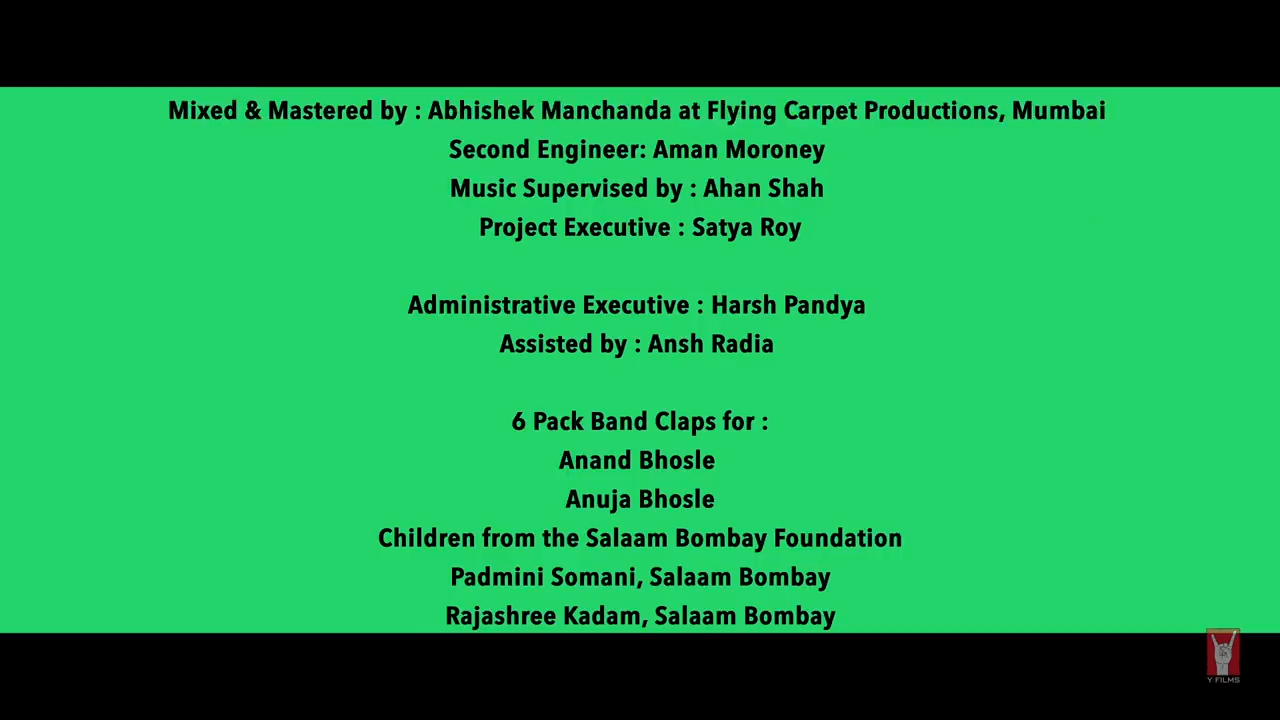 Mixed & Mastered by : Abhishek Manchanda at Flying Carpet Productions, Mumbai
Second Engineer: Aman Moroney
Music Supervised by : Ahan Shah
Project Executive : Satya Roy
Administrative Executive : Harsh Pandya
Assisted by : Ansh Radia
6 Pack Band Claps for :
Anand Bhosle
Anuja Bhosle
Children from the Salaam Bombay Foundation
Padmini Somani, Salaam Bombay
Rajashree Kadam, Salaam Bombay
Y FILMS